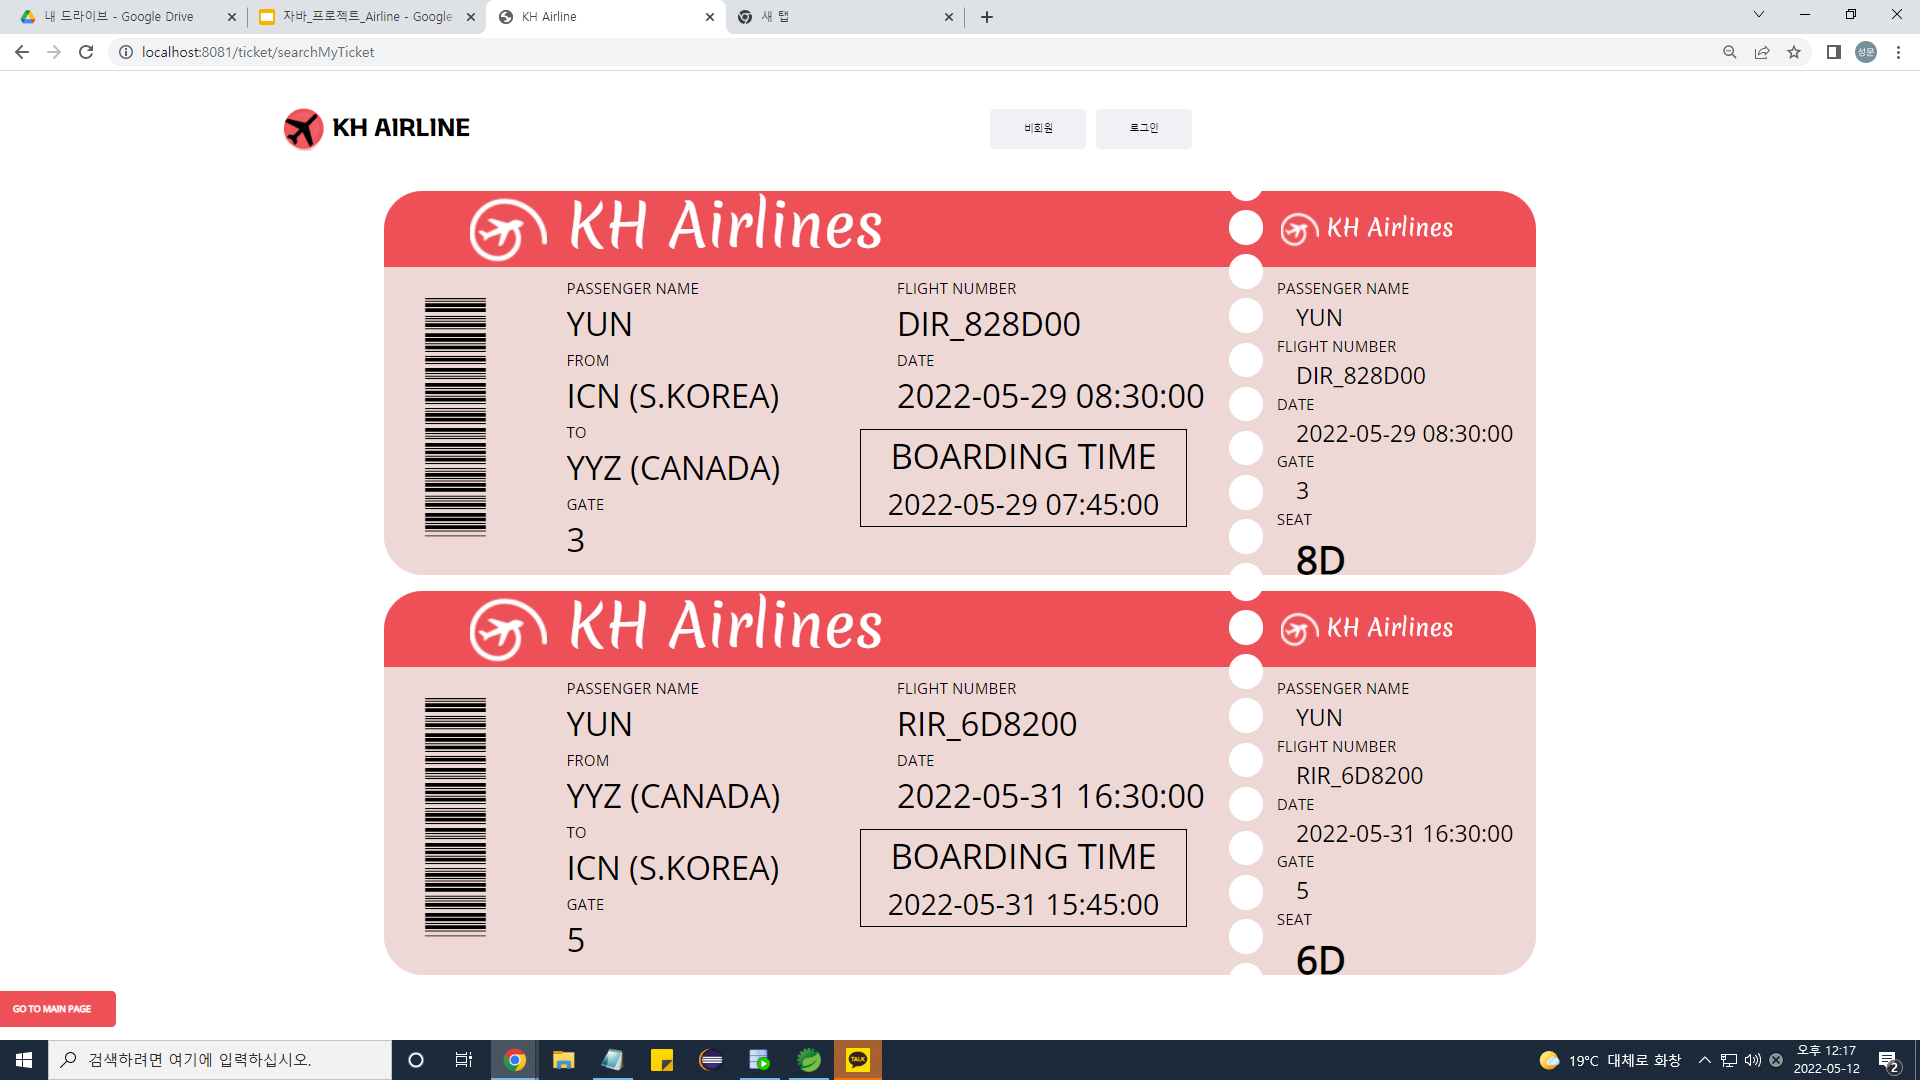 내 드라이브 - Google Drive
자바_프로젝트_Airline - Google
KH Airline
새 탭
localhost:8081/ticket/searchMyTicket
성문
KH AIRLINE
비회원
로그인
KH Airlines
KH Airlines
PASSENGER NAME
YUN
FROM
ICN (S.KOREA)
TO
YYZ (CANADA)
GATE
3
FLIGHT NUMBER
DIR_828D00
DATE
2022-05-29 08:30:00
BOARDING TIME
2022-05-29 07:45:00
PASSENGER NAME
YUN
FLIGHT NUMBER
DIR_828D00
DATE
2022-05-29 08:30:00
GATE
3
SEAT
8D
KH Airlines
KH Airlines
PASSENGER NAME
YUN
FROM
YYZ (CANADA)
TO
ICN (S.KOREA)
GATE
5
FLIGHT NUMBER
RIR_6D8200
DATE
2022-05-31 16:30:00
BOARDING TIME
2022-05-31 15:45:00
PASSENGER NAME
YUN
FLIGHT NUMBER
RIR_6D8200
DATE
2022-05-31 16:30:00
GATE
5
SEAT
6D
GO TO MAIN PAGE
검색하려면 여기에 입력하십시오.
TALK
19°C 대체로 화창
오후 12:17
2022-05-12
2